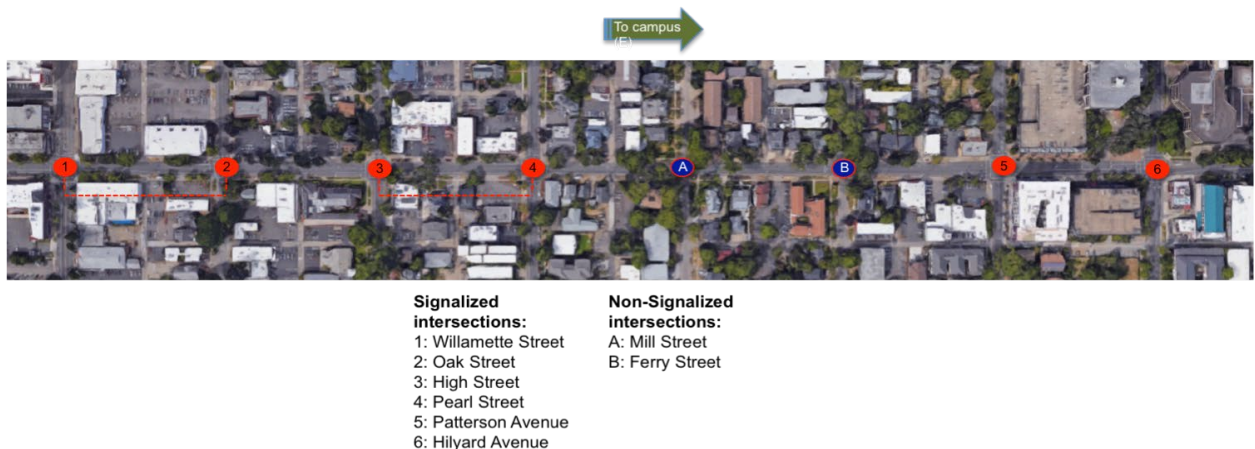 To campus
(E)
1
2
3
4
A
B
5
6
Signalized
intersections:
1: Willamette Street
2: Oak Street
3: High Street
4: Pearl Street
5: Patterson Avenue
6: Hilyard Avenue
Non-Signalized
intersections:
A: Mill Street
B: Ferry Street